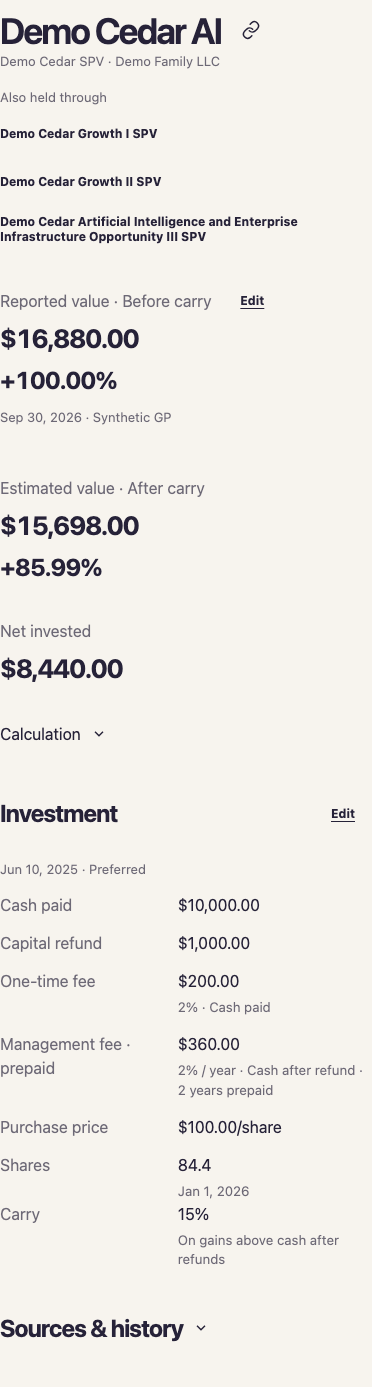 Demo Cedar AI
Demo Cedar SPV · Demo Family LLC
Also held through
Demo Cedar Growth I SPV
Demo Cedar Growth II SPV
Demo Cedar Artificial Intelligence and Enterprise
Infrastructure Opportunity III SPV
Reported value · Before carry Edit
$16,880.00
+100.00%
Sep 30, 2026 · Synthetic GP
Estimated value · After carry
$15,698.00
+85.99%
Net invested
$8,440.00
Calculation
Investment Edit
Jun 10, 2025 · Preferred
Cash paid $10,000.00
Capital refund $1,000.00
One-time fee $200.00
2% · Cash paid
Management fee · prepaid $360.00
2% / year · Cash after refund ·
2 years prepaid
Purchase price $100.00/share
Shares 84.4
Jan 1, 2026
Carry 15%
On gains above cash after
refunds
Sources & history